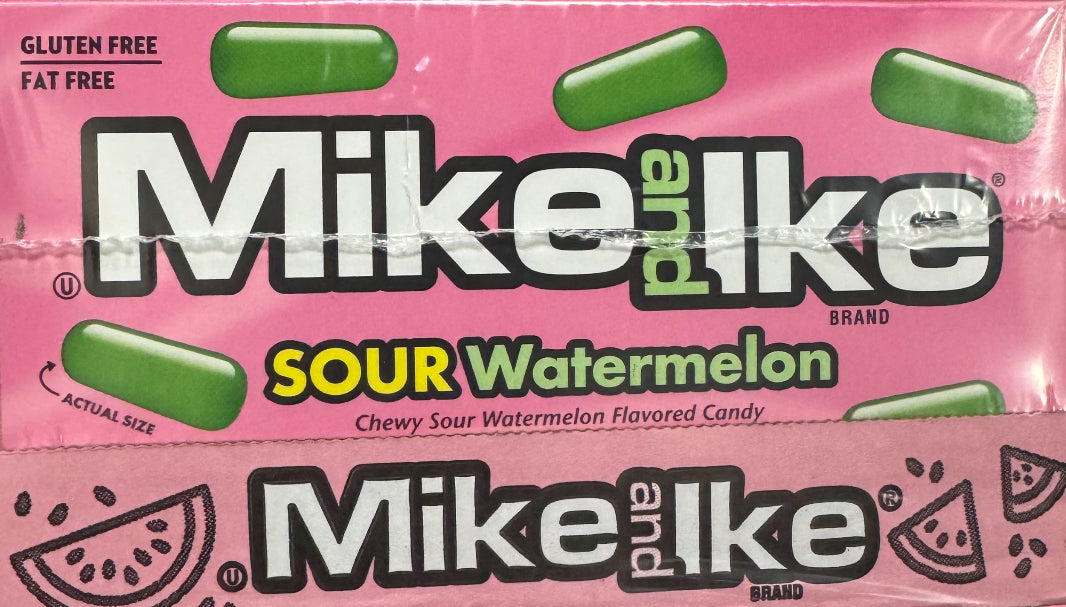 GLUTEN FREE
FAT FREE
Mike and Ike®
U
BRAND
SOUR Watermelon
ACTUAL SIZE
Chewy Sour Watermelon Flavored Candy
Mike and Ike®
U
BRAND